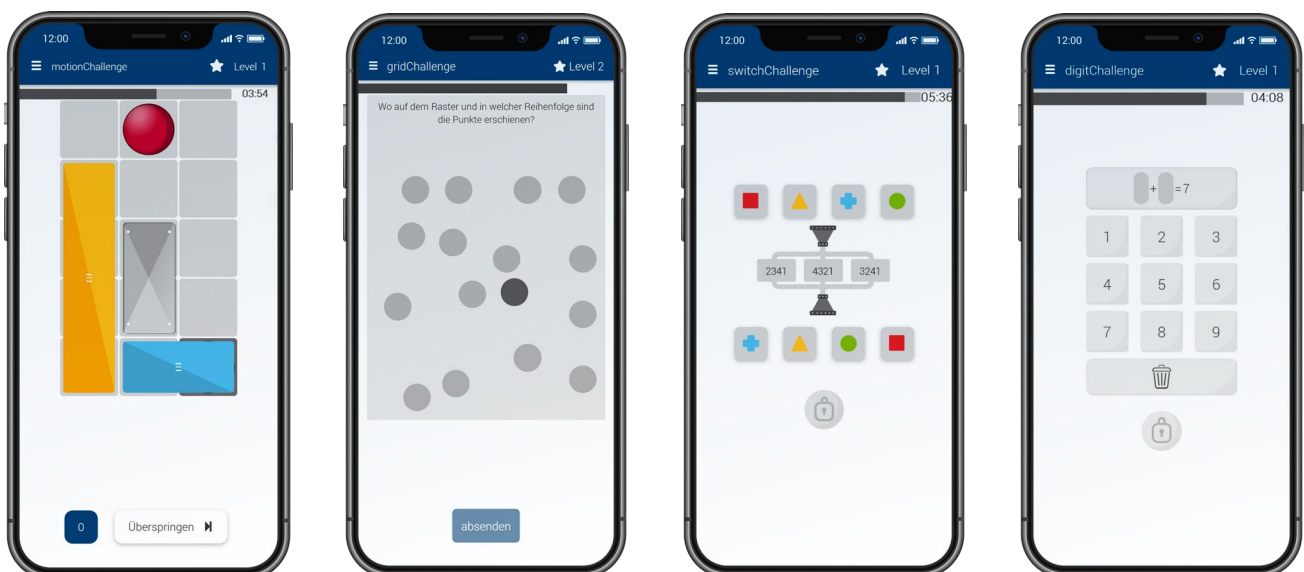 12:00
motionChallenge
Level 1
03:54
0
Überspringen
12:00
gridChallenge
Level 2
Wo auf dem Raster und in welcher Reihenfolge sind
die Punkte erschienen?
absenden
12:00
switchChallenge
Level 1
05:36
2341
4321
3241
12:00
digitChallenge
Level 1
04:08
+ =7
1 2 3
4 5 6
7 8 9